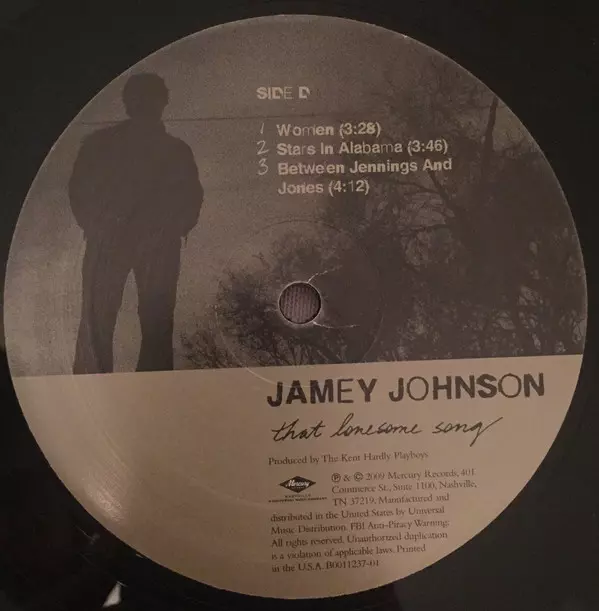 SIDE D
1 Women (3:28)
2 Stars In Alabama (3:46)
3 Between Jennings And
Jones (4:12)
JAMEY JOHNSON
that lonesome song
Produced by The Kent Hardly Playboys
Mercury
℗ & © 2009 Mercury Records, 401
Commerce St., Suite 1100, Nashville,
TN 37219. Manufactured and
distributed in the United States by Universal
Music Distribution. FBI Anti-Piracy Warning:
All rights reserved. Unauthorized duplication
is a violation of applicable laws. Printed
in the U.S.A. B0011237-01